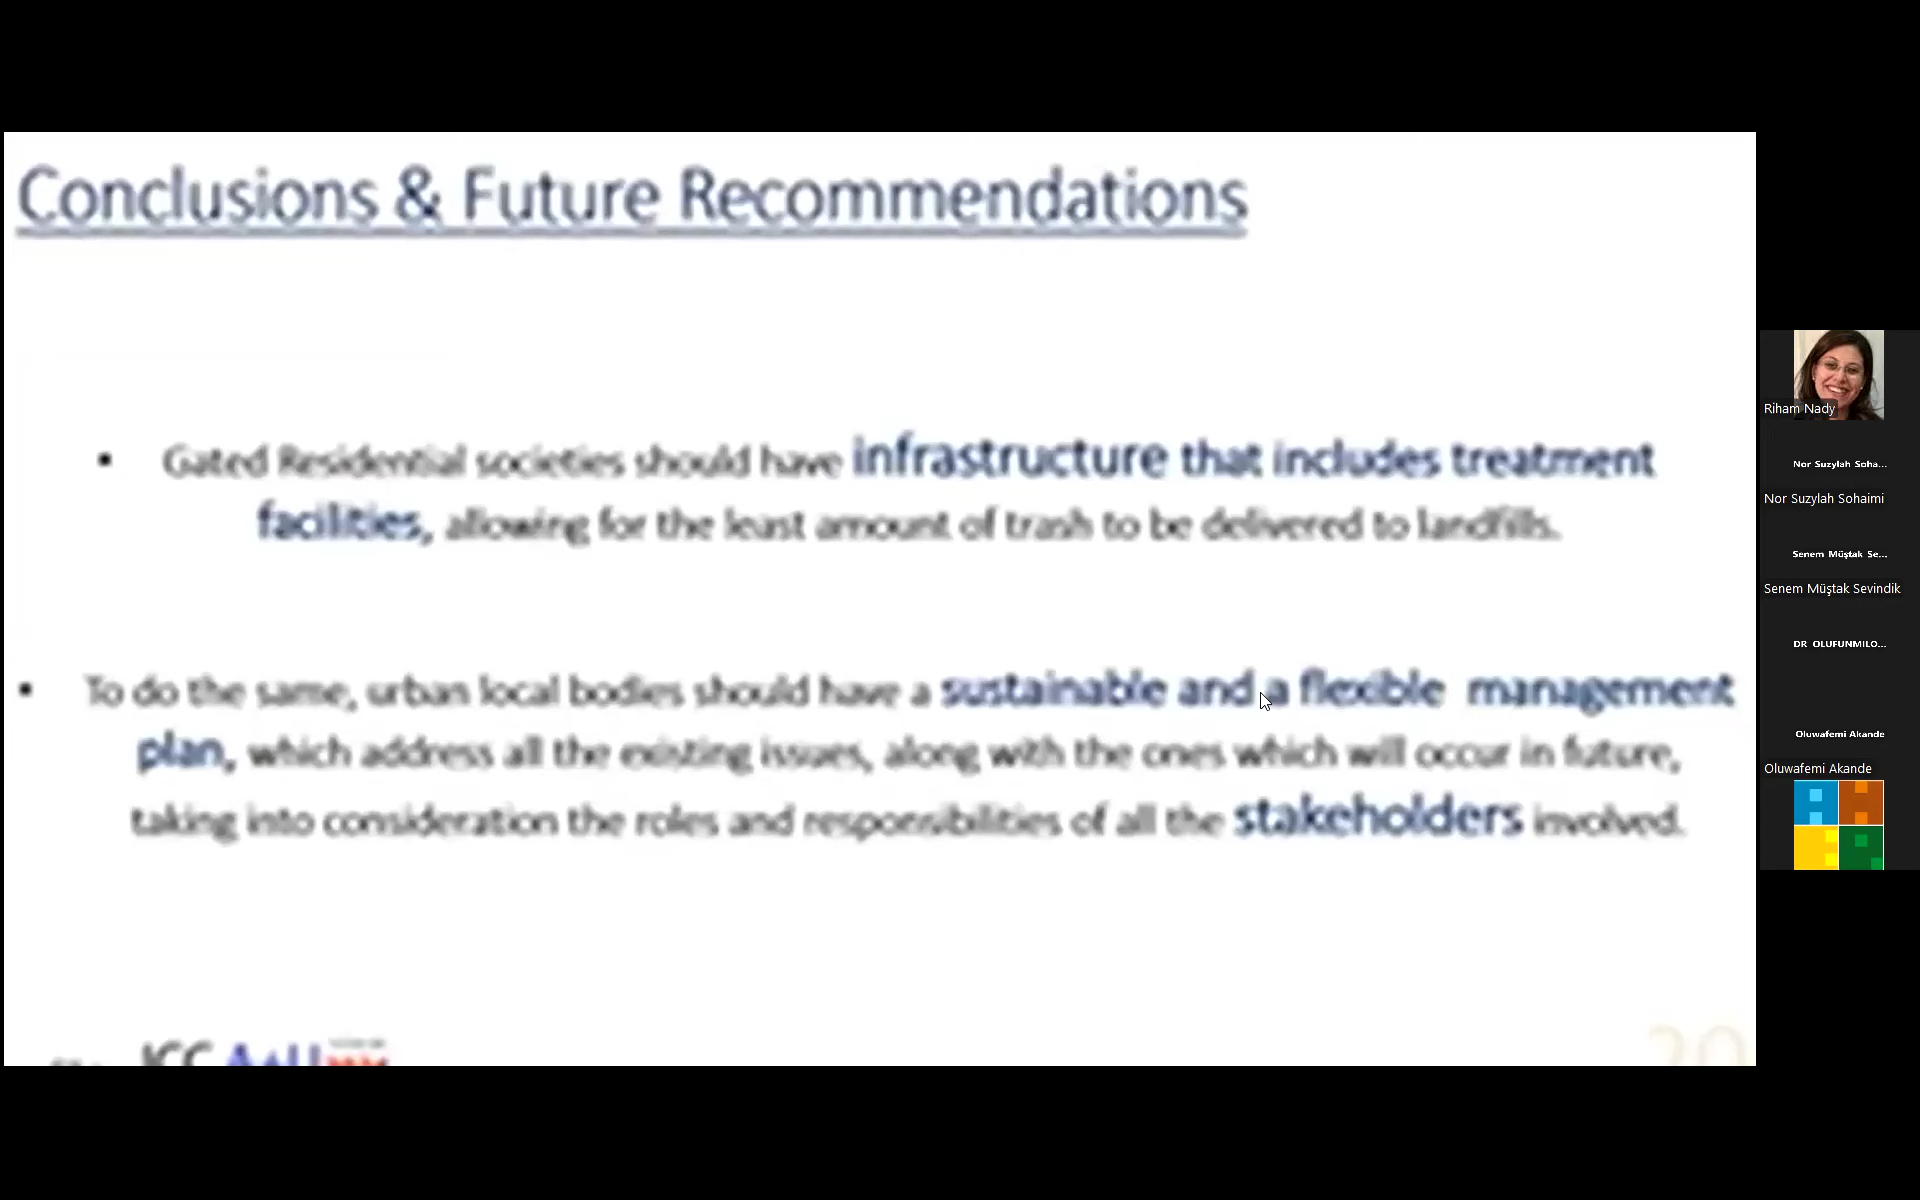 Conclusions & Future Recommendations
▪ Gated Residential societies should have infrastructure that includes treatment
facilities, allowing for the least amount of trash to be delivered to landfills.
▪ To do the same, urban local bodies should have a sustainable and a flexible management
plan, which address all the existing issues, along with the ones which will occur in future,
taking into consideration the roles and responsibilities of all the stakeholders involved.
20
Riham Nady
Nor Suzylah Soha...
Nor Suzylah Sohaimi
Senem Müştak Se...
Senem Müştak Sevindik
DR OLUFUNMILO...
Oluwafemi Akande
Oluwafemi Akande